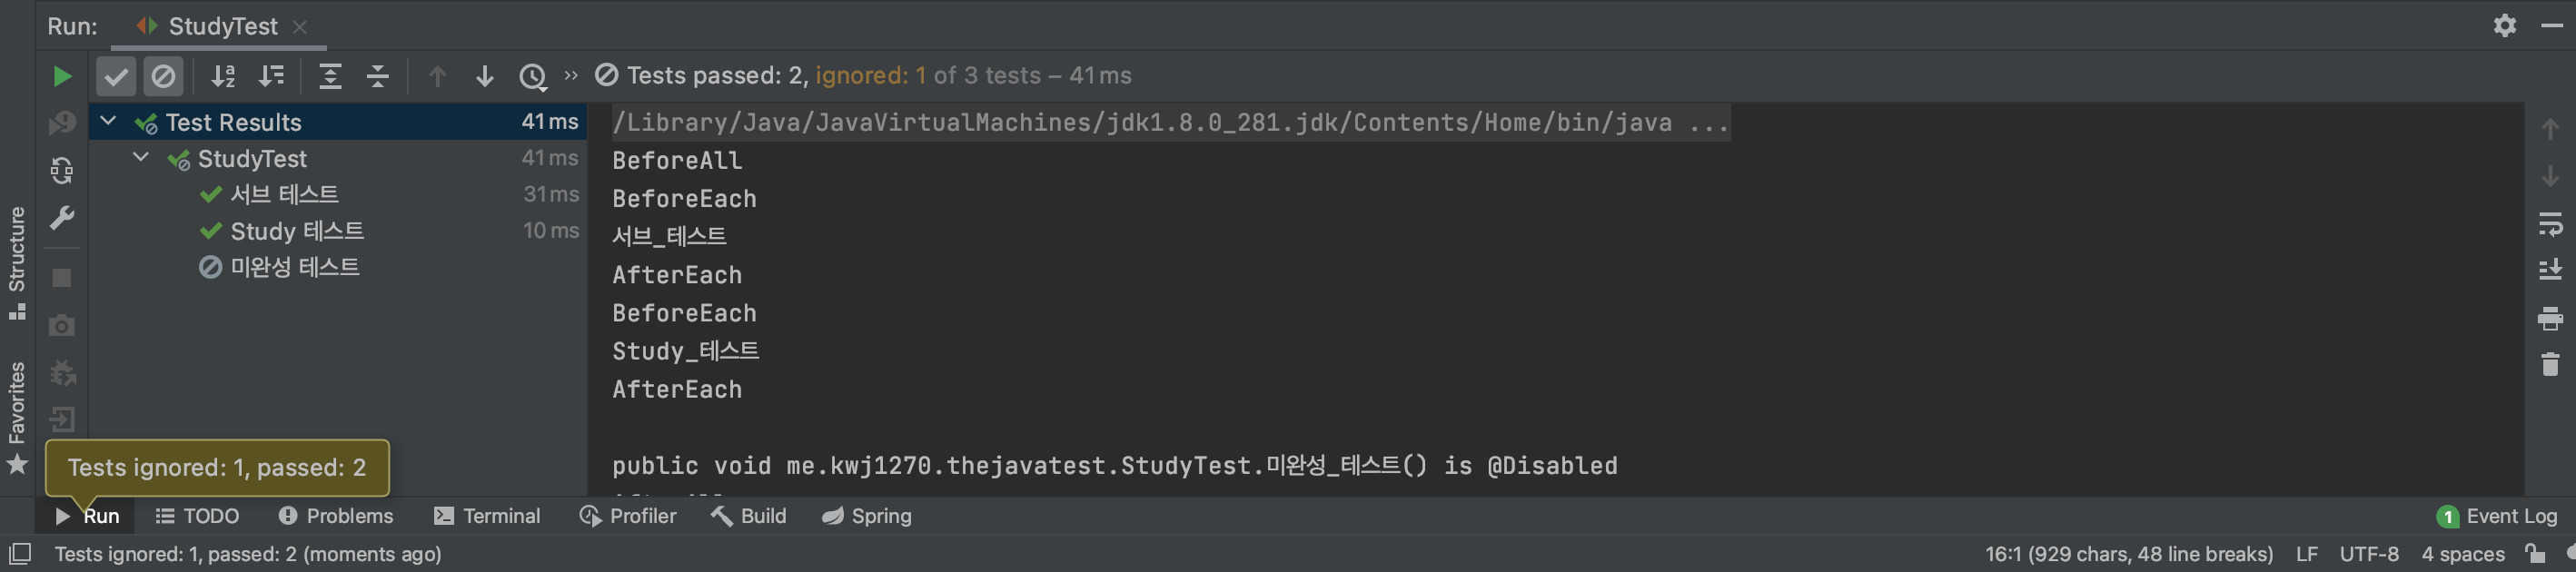 Run: StudyTest
Tests passed: 2, ignored: 1 of 3 tests – 41 ms
Test Results 41 ms
StudyTest 41 ms
서브 테스트 31 ms
Study 테스트 10 ms
미완성 테스트
/Library/Java/JavaVirtualMachines/jdk1.8.0_281.jdk/Contents/Home/bin/java ...
BeforeAll
BeforeEach
서브_테스트
AfterEach
BeforeEach
Study_테스트
AfterEach
public void me.kwj1270.thejavatest.StudyTest.미완성_테스트() is @Disabled
Structure
Favorites
Tests ignored: 1, passed: 2
Run TODO Problems Terminal Profiler Build Spring 1 Event Log
Tests ignored: 1, passed: 2 (moments ago) 16:1 (929 chars, 48 line breaks) LF UTF-8 4 spaces